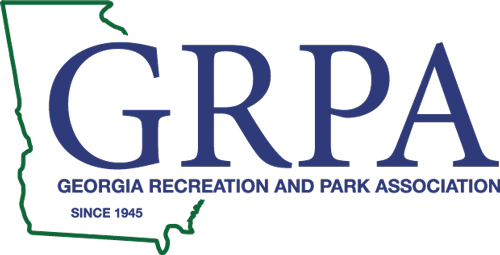 GRPA
GEORGIA RECREATION AND PARK ASSOCIATION
SINCE 1945